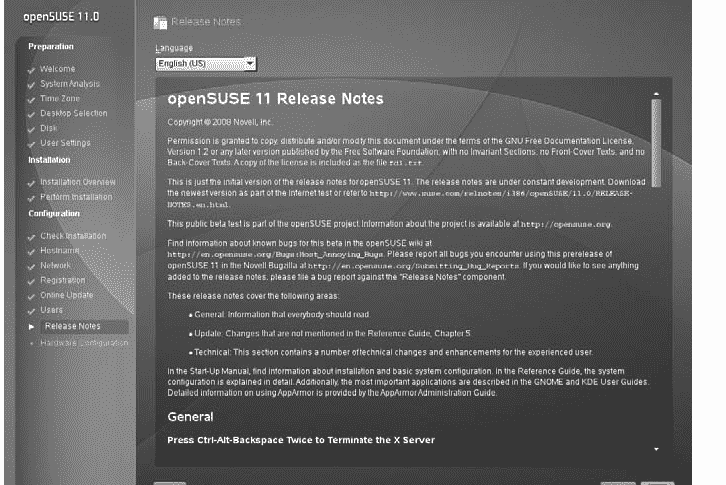 openSUSE 11.0
Preparation
Welcome
System Analysis
Time Zone
Desktop Selection
Disk
User Settings
Installation
Installation Overview
Perform Installation
Configuration
Check Installation
Hostname
Network
Registration
Online Update
Users
Release Notes
Hardware Configuration
Release Notes
Language
English (US)
openSUSE 11 Release Notes
Copyright © 2008 Novell, Inc.
Permission is granted to copy, distribute and/or modify this document under the terms of the GNU Free Documentation License,
Version 1.2 or any later version published by the Free Software Foundation; with no Invariant Sections, no Front-Cover Texts, and no
Back-Cover Texts. A copy of the license is included as the file fdl.txt.
This is just the initial version of the release notes for openSUSE 11. The release notes are under constant development. Download
the newest version as part of the Internet test or refer to http://www.suse.com/relnotes/i386/openSUSE/11.0/RELEASE-
NOTES.en.html.
This public beta test is part of the openSUSE project. Information about the project is available at http://opensuse.org.
Find information about known bugs for this beta in the openSUSE wiki at
http://en.opensuse.org/Bugs:Most_Annoying_Bugs. Please report all bugs you encounter using this prerelease of
openSUSE 11 in the Novell Bugzilla at http://en.opensuse.org/Submitting_Bug_Reports. If you would like to see anything
added to the release notes, please file a bug report against the "Release Notes" component.
These release notes cover the following areas:
• General: Information that everybody should read.
• Update: Changes that are not mentioned in the Reference Guide, Chapter 5.
• Technical: This section contains a number of technical changes and enhancements for the experienced user.
In the Start-Up Manual, find information about installation and basic system configuration. In the Reference Guide, the system
configuration is explained in detail. Additionally, the most important applications are described in the GNOME and KDE User Guides.
Detailed information on using AppArmor is provided by the AppArmor Administration Guide.
General
Press Ctrl-Alt-Backspace Twice to Terminate the X Server